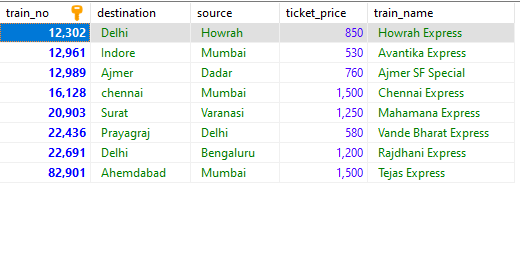 train_no destination source ticket_price train_name
12,302 Delhi Howrah 850 Howrah Express
12,961 Indore Mumbai 530 Avantika Express
12,989 Ajmer Dadar 760 Ajmer SF Special
16,128 chennai Mumbai 1,500 Chennai Express
20,903 Surat Varanasi 1,250 Mahamana Express
22,436 Prayagraj Delhi 580 Vande Bharat Express
22,691 Delhi Bengaluru 1,200 Rajdhani Express
82,901 Ahemdabad Mumbai 1,500 Tejas Express